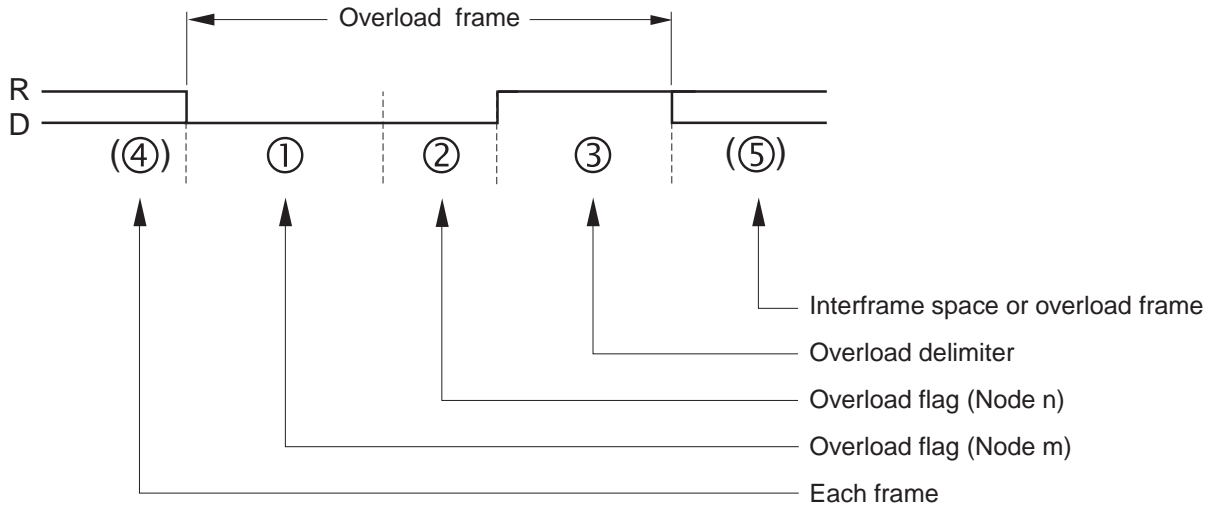 Overload frame
R
D
(④) ① ② ③ (⑤)
Interframe space or overload frame
Overload delimiter
Overload flag (Node n)
Overload flag (Node m)
Each frame